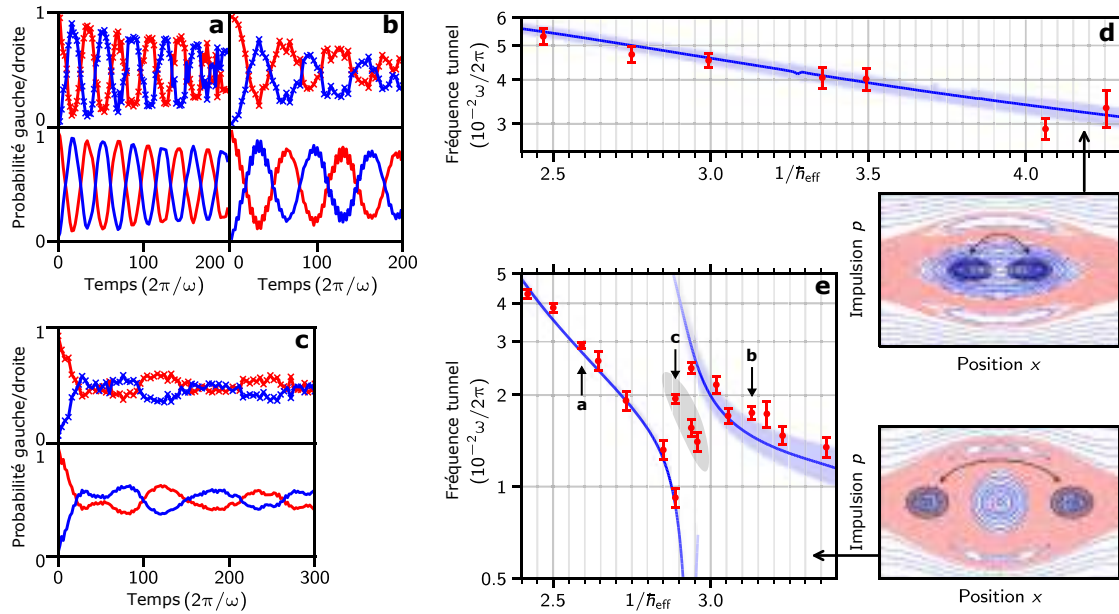 a
b
Probabilité gauche/droite
1
0
1
0
0
100
200
0
100
200
Temps (2π/ω)
Temps (2π/ω)
c
Probabilité gauche/droite
1
0
1
0
0
100
200
300
Temps (2π/ω)
d
Fréquence tunnel
(10⁻²ω/2π)
6
5
4
3
2.5
3.0
3.5
4.0
1/ħeff
Impulsion p
Position x
e
Fréquence tunnel
(10⁻²ω/2π)
5
4
3
2
1
0.5
a
c
b
2.5
3.0
1/ħeff
Impulsion p
Position x